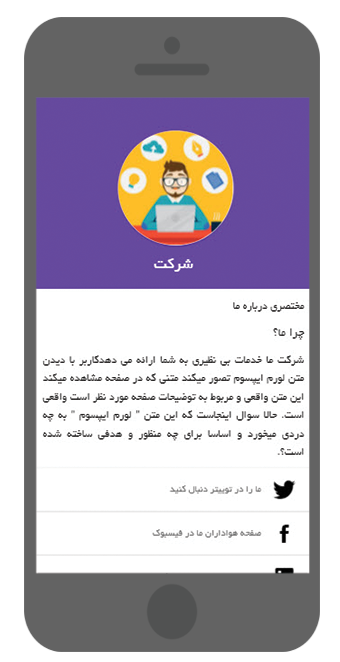 شرکت
مختصری درباره ما
چرا ما؟
شرکت ما خدمات بی نظیری به شما ارائه می دهدکاربر با دیدن
متن لورم ایپسوم تصور میکند متنی که در صفحه مشاهده میکند
این متن واقعی و مربوط به توضیحات صفحه مورد نظر است واقعی
است. حالا سوال اینجاست که این متن " لورم ایپسوم " به چه
دردی میخورد و اساسا برای چه منظور و هدفی ساخته شده
است؟.
ما را در توییتر دنبال کنید
صفحه هواداران ما در فیسبوک